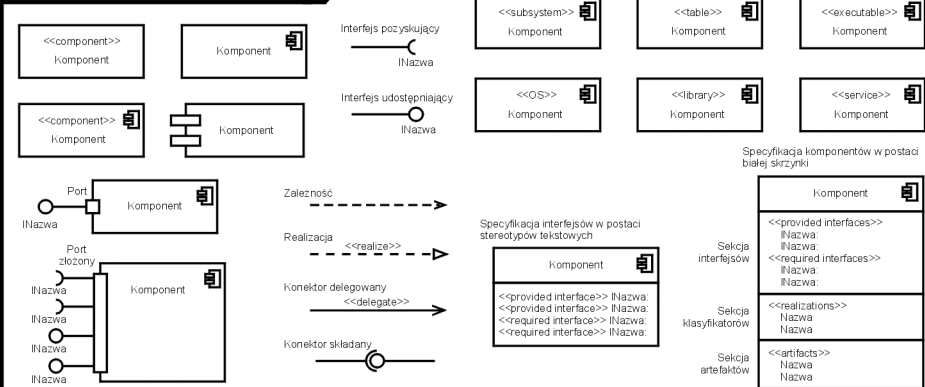 <<component>>
Komponent
Komponent
<<component>>
Komponent
Komponent
Interfejs pozyskujący
INazwa
Interfejs udostępniający
INazwa
<<subsystem>>
Komponent
<<table>>
Komponent
<<executable>>
Komponent
<<OS>>
Komponent
<<library>>
Komponent
<<service>>
Komponent
Port
INazwa
Komponent
Port
złożony
INazwa
INazwa
INazwa
INazwa
Komponent
Zależność
Realizacja
<<realize>>
Konektor delegowany
<<delegate>>
Konektor składany
Specyfikacja interfejsów w postaci
stereotypów tekstowych
Komponent
<<provided interface>> INazwa:
<<provided interface>> INazwa:
<<required interface>> INazwa:
<<required interface>> INazwa:
Specyfikacja komponentów w postaci
białej skrzynki
Komponent
Sekcja
interfejsów
<<provided interfaces>>
INazwa:
INazwa:
<<required interfaces>>
INazwa:
INazwa:
Sekcja
klasyfikatorów
<<realizations>>
Nazwa
Nazwa
Sekcja
artefaktów
<<artifacts>>
Nazwa
Nazwa